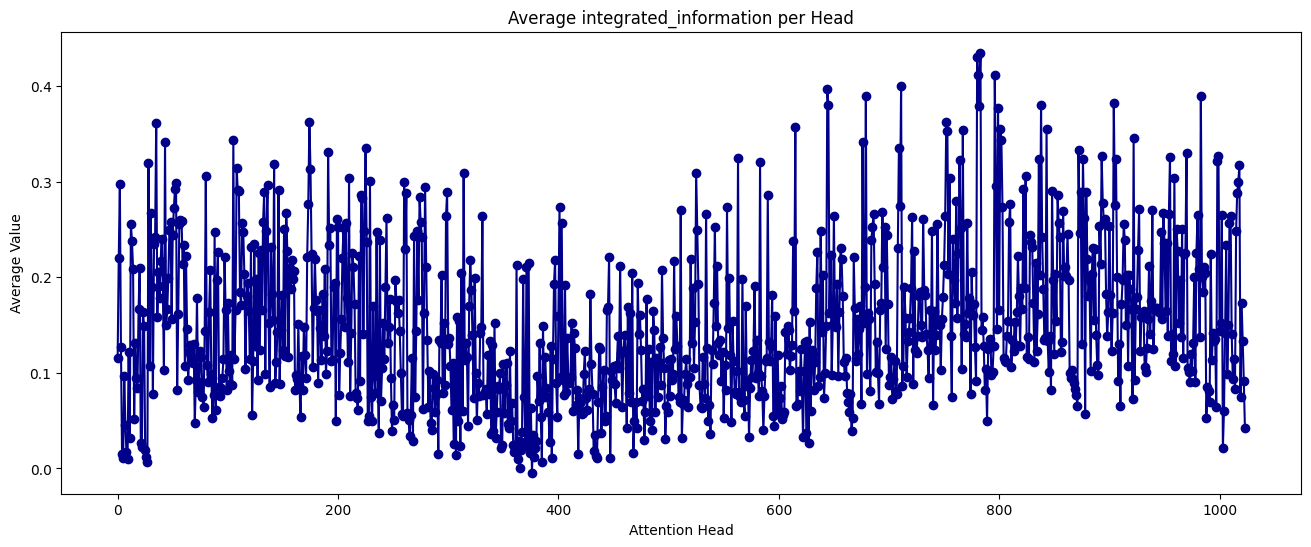 Average integrated_information per Head
Average Value
0.4
0.3
0.2
0.1
0.0
0 200 400 600 800 1000
Attention Head